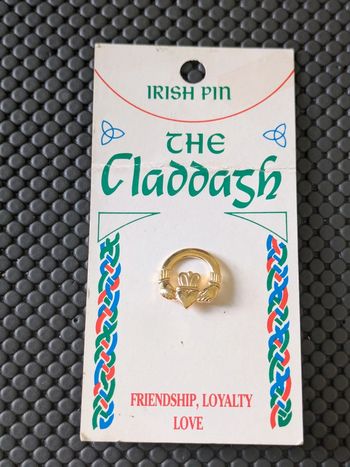 IRISH PIN
THE
Claddagh
FRIENDSHIP, LOYALTY
LOVE